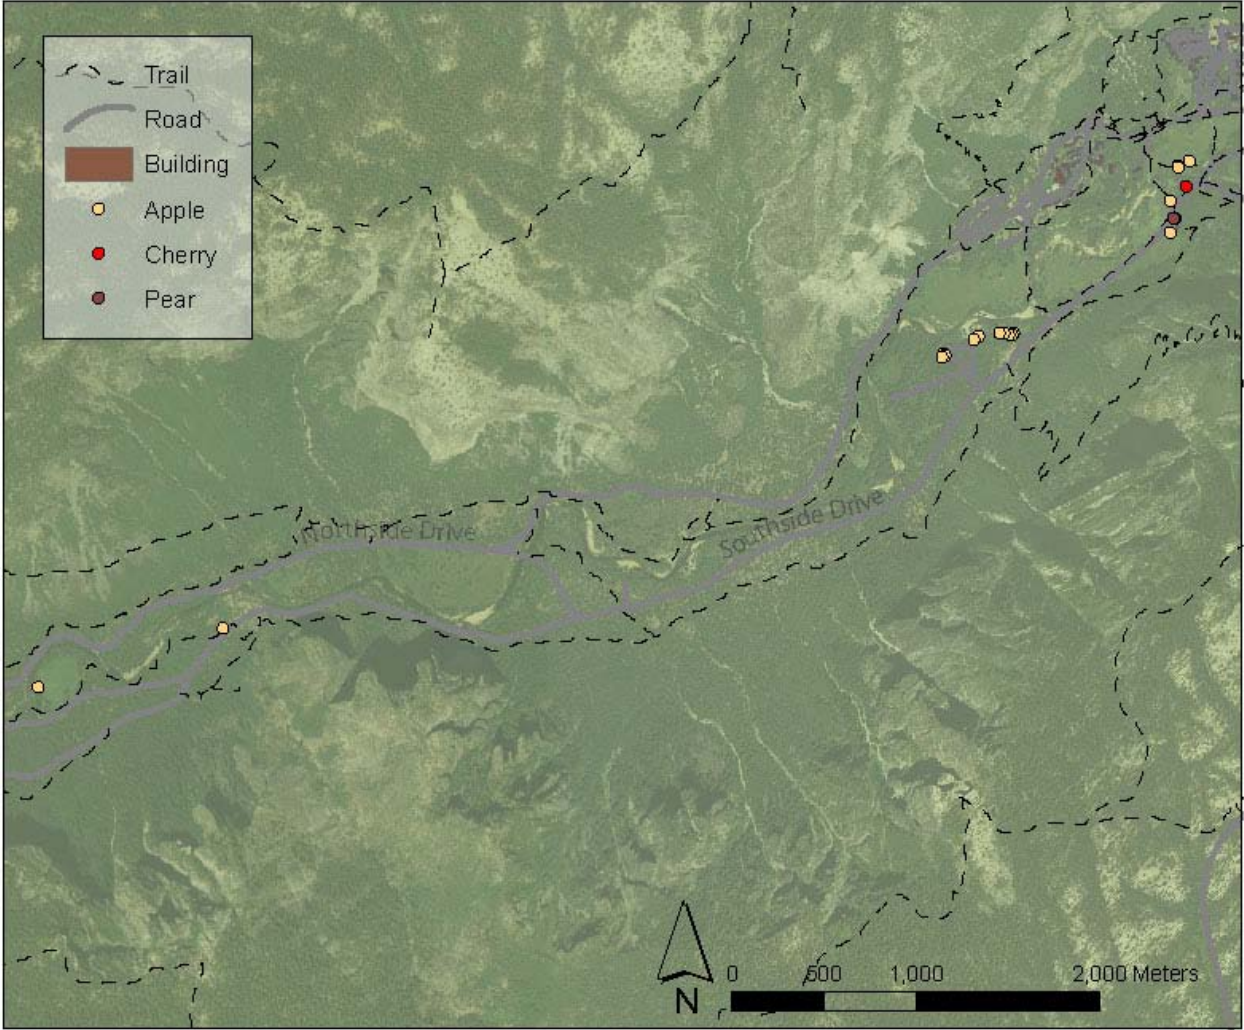 Trail
Road
Building
Apple
Cherry
Pear
Northside Drive
Southside Drive
0 500 1,000 2,000 Meters
N